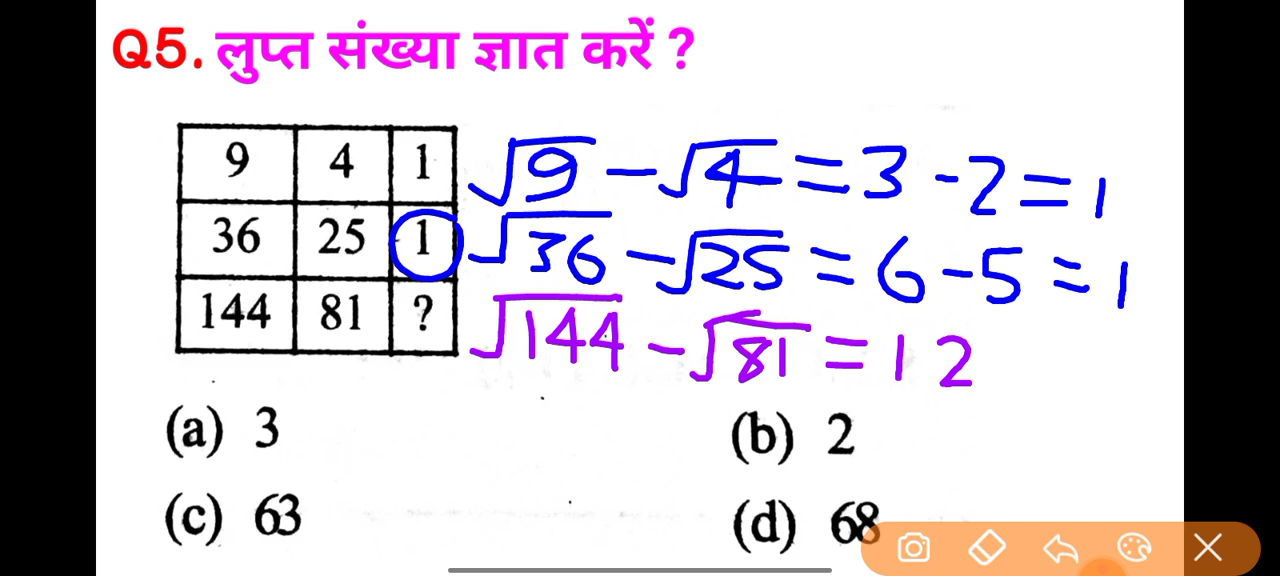 Q5. लुप्त संख्या ज्ञात करें ?
9 4 1 √9 - √4 = 3 - 2 = 1
36 25 1 √36 - √25 = 6 - 5 = 1
144 81 ? √144 - √81 = 12
(a) 3 (b) 2
(c) 63 (d) 68